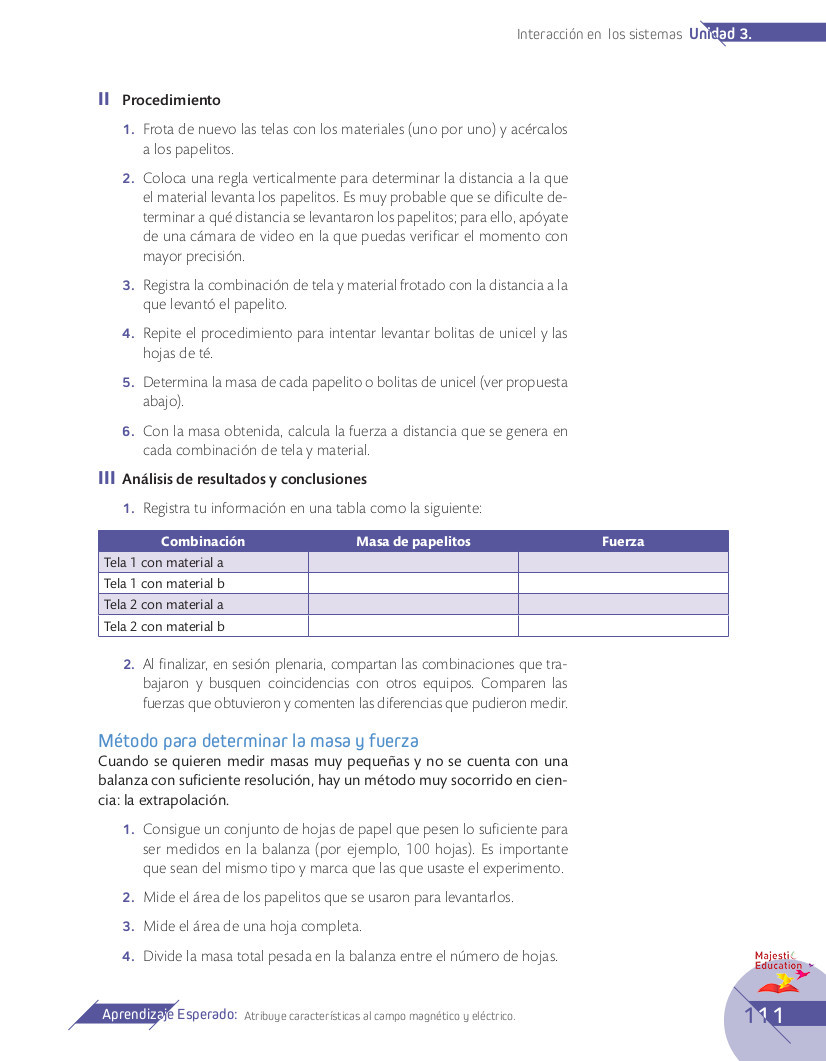 Interacción en los sistemas Unidad 3.
II Procedimiento
1. Frota de nuevo las telas con los materiales (uno por uno) y acércalos
a los papelitos.
2. Coloca una regla verticalmente para determinar la distancia a la que
el material levanta los papelitos. Es muy probable que se dificulte de-
terminar a qué distancia se levantaron los papelitos; para ello, apóyate
de una cámara de video en la que puedas verificar el momento con
mayor precisión.
3. Registra la combinación de tela y material frotado con la distancia a la
que levantó el papelito.
4. Repite el procedimiento para intentar levantar bolitas de unicel y las
hojas de té.
5. Determina la masa de cada papelito o bolitas de unicel (ver propuesta
abajo).
6. Con la masa obtenida, calcula la fuerza a distancia que se genera en
cada combinación de tela y material.
III Análisis de resultados y conclusiones
1. Registra tu información en una tabla como la siguiente:
Combinación Masa de papelitos Fuerza
Tela 1 con material a
Tela 1 con material b
Tela 2 con material a
Tela 2 con material b
2. Al finalizar, en sesión plenaria, compartan las combinaciones que tra-
bajaron y busquen coincidencias con otros equipos. Comparen las
fuerzas que obtuvieron y comenten las diferencias que pudieron medir.
Método para determinar la masa y fuerza
Cuando se quieren medir masas muy pequeñas y no se cuenta con una
balanza con suficiente resolución, hay un método muy socorrido en cien-
cia: la extrapolación.
1. Consigue un conjunto de hojas de papel que pesen lo suficiente para
ser medidos en la balanza (por ejemplo, 100 hojas). Es importante
que sean del mismo tipo y marca que las que usaste el experimento.
2. Mide el área de los papelitos que se usaron para levantarlos.
3. Mide el área de una hoja completa.
4. Divide la masa total pesada en la balanza entre el número de hojas.
Majestic
Education
Aprendizaje Esperado: Atribuye características al campo magnético y eléctrico.
111